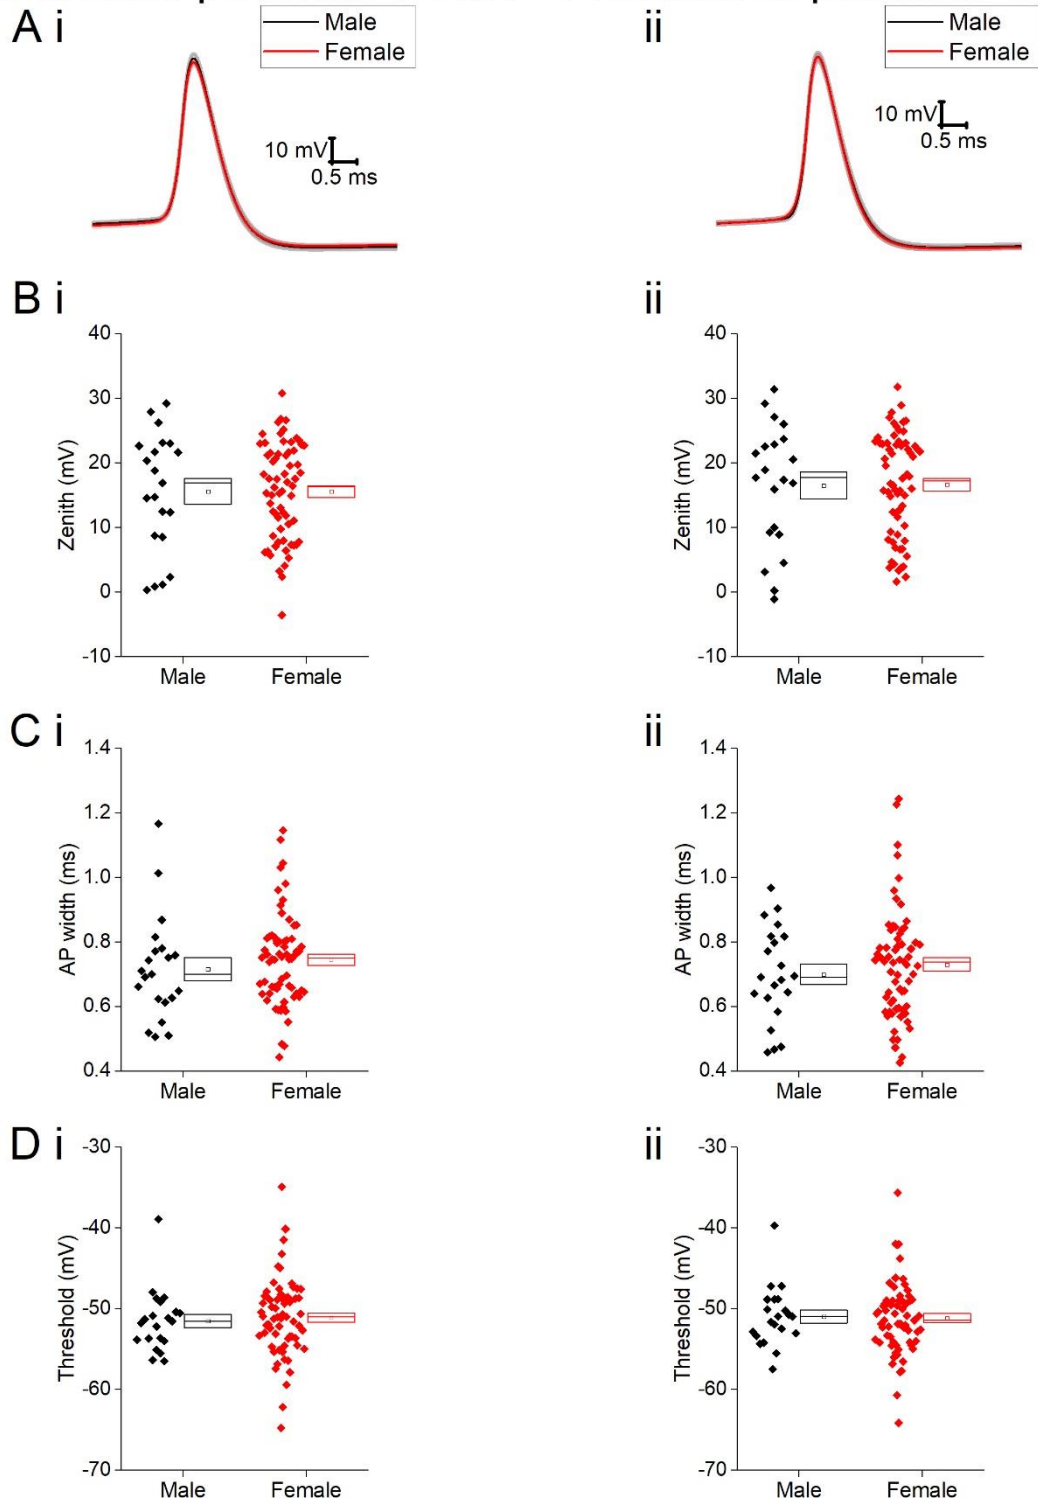 A i
Male
Female
10 mV
0.5 ms
ii
Male
Female
10 mV
0.5 ms
B i
Zenith (mV)
40
30
20
10
0
-10
Male Female
ii
Zenith (mV)
40
30
20
10
0
-10
Male Female
C i
AP width (ms)
1.4
1.2
1.0
0.8
0.6
0.4
Male Female
ii
AP width (ms)
1.4
1.2
1.0
0.8
0.6
0.4
Male Female
D i
Threshold (mV)
-30
-40
-50
-60
-70
Male Female
ii
Threshold (mV)
-30
-40
-50
-60
-70
Male Female